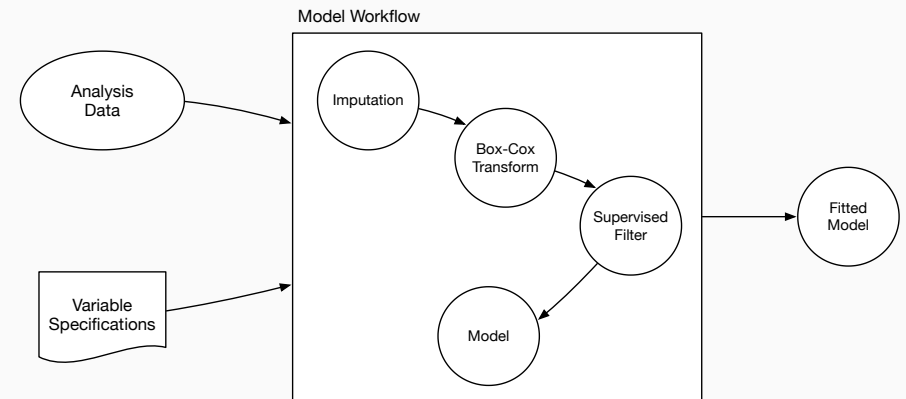 Model Workflow
Analysis
Data
Imputation
Box-Cox
Transform
Supervised
Filter
Fitted
Model
Variable
Specifications
Model